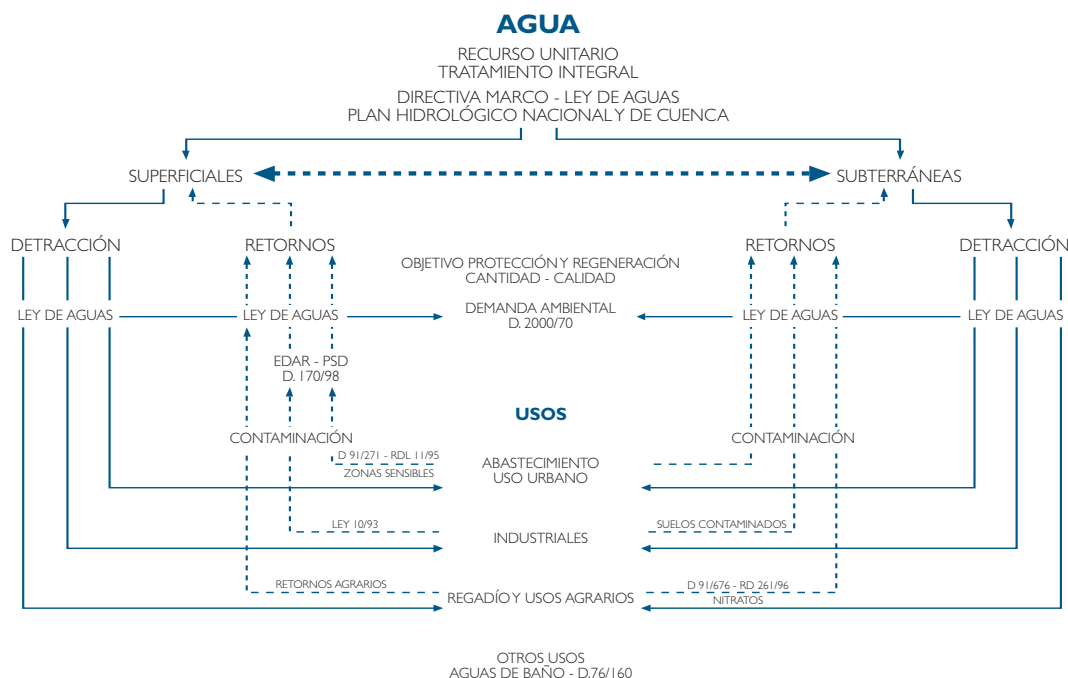 AGUA
RECURSO UNITARIO
TRATAMIENTO INTEGRAL
DIRECTIVA MARCO - LEY DE AGUAS
PLAN HIDROLÓGICO NACIONAL Y DE CUENCA
SUPERFICIALES
SUBTERRÁNEAS
DETRACCIÓN
RETORNOS
RETORNOS
DETRACCIÓN
OBJETIVO PROTECCIÓN Y REGENERACIÓN
CANTIDAD - CALIDAD
LEY DE AGUAS
LEY DE AGUAS
DEMANDA AMBIENTAL
D. 2000/70
LEY DE AGUAS
LEY DE AGUAS
EDAR - PSD
D. 170/98
USOS
CONTAMINACIÓN
CONTAMINACIÓN
D 91/271 - RDL 11/95
ZONAS SENSIBLES
ABASTECIMIENTO
USO URBANO
LEY 10/93
SUELOS CONTAMINADOS
INDUSTRIALES
RETORNOS AGRARIOS
D 91/676 - RD 261/96
REGADÍO Y USOS AGRARIOS
NITRATOS
OTROS USOS
AGUAS DE BAÑO - D.76/160